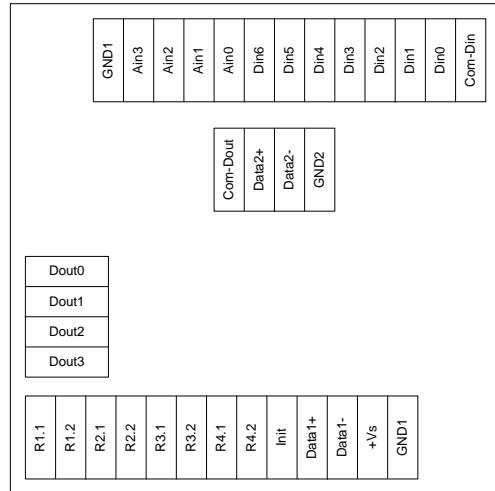 GND1 Ain3 Ain2 Ain1 Ain0 Din6 Din5 Din4 Din3 Din2 Din1 Din0 Com-Din
Com-Dout Data2+ Data2- GND2
Dout0
Dout1
Dout2
Dout3
R1.1 R1.2 R2.1 R2.2 R3.1 R3.2 R4.1 R4.2 Init Data1+ Data1- +Vs GND1